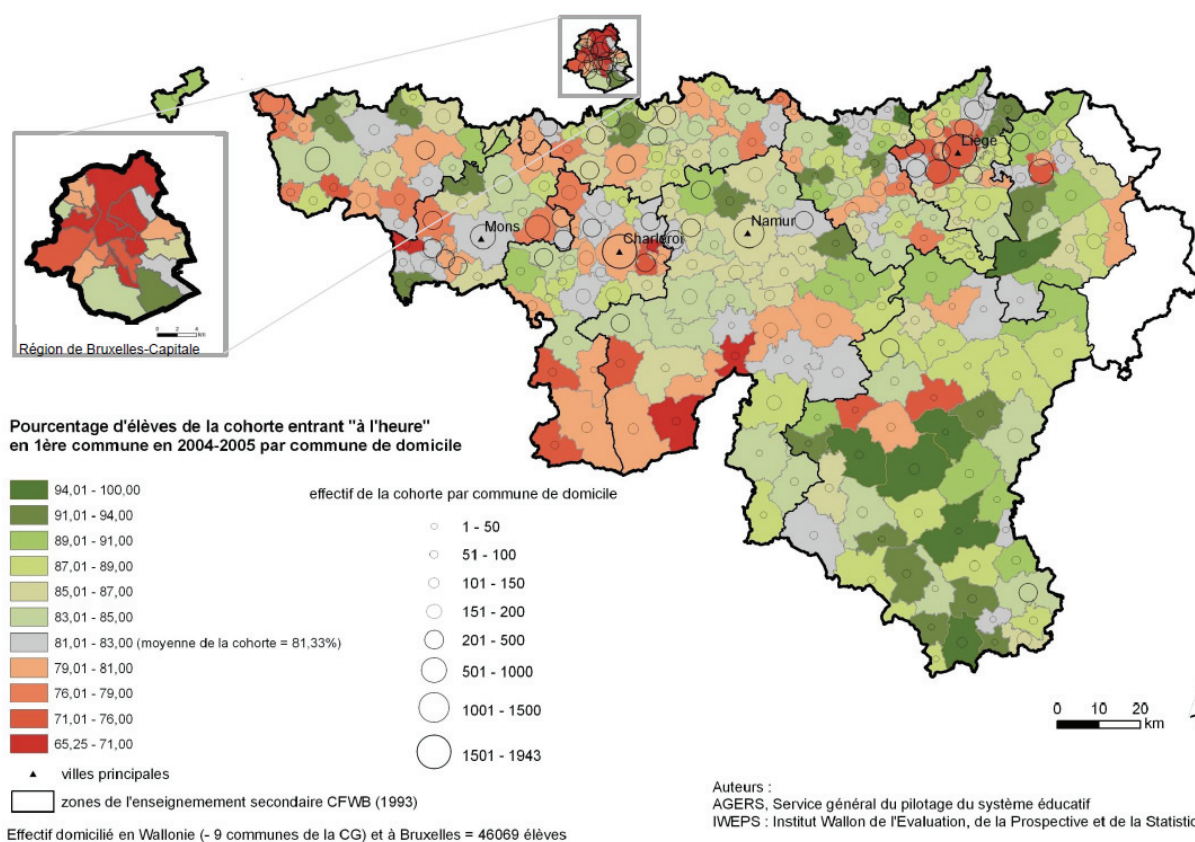 Liège
Mons
Namur
Charleroi
0 2 4
km
Région de Bruxelles-Capitale
Pourcentage d'élèves de la cohorte entrant "à l'heure"
en 1ère commune en 2004-2005 par commune de domicile
94,01 - 100,00
91,01 - 94,00
89,01 - 91,00
87,01 - 89,00
85,01 - 87,00
83,01 - 85,00
81,01 - 83,00 (moyenne de la cohorte = 81,33%)
79,01 - 81,00
76,01 - 79,00
71,01 - 76,00
65,25 - 71,00
villes principales
zones de l'enseignement secondaire CFWB (1993)
Effectif domicilié en Wallonie (- 9 communes de la CG) et à Bruxelles = 46069 élèves
effectif de la cohorte par commune de domicile
1 - 50
51 - 100
101 - 150
151 - 200
201 - 500
501 - 1000
1001 - 1500
1501 - 1943
0 10 20
km
Auteurs :
AGERS, Service général du pilotage du système éducatif
IWEPS : Institut Wallon de l'Evaluation, de la Prospective et de la Statistic